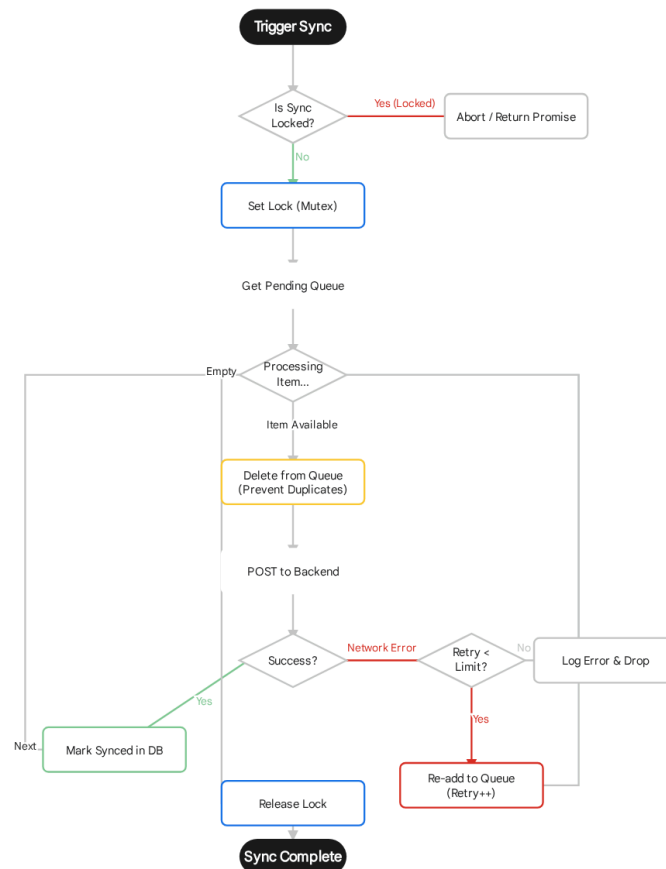 Trigger Sync
Is Sync
Locked?
Yes (Locked)
Abort / Return Promise
No
Set Lock (Mutex)
Get Pending Queue
Empty
Processing
Item...
Item Available
Delete from Queue
(Prevent Duplicates)
POST to Backend
Success?
Network Error
Retry <
Limit?
No
Log Error & Drop
Yes
Yes
Next
Mark Synced in DB
Re-add to Queue
(Retry++)
Release Lock
Sync Complete